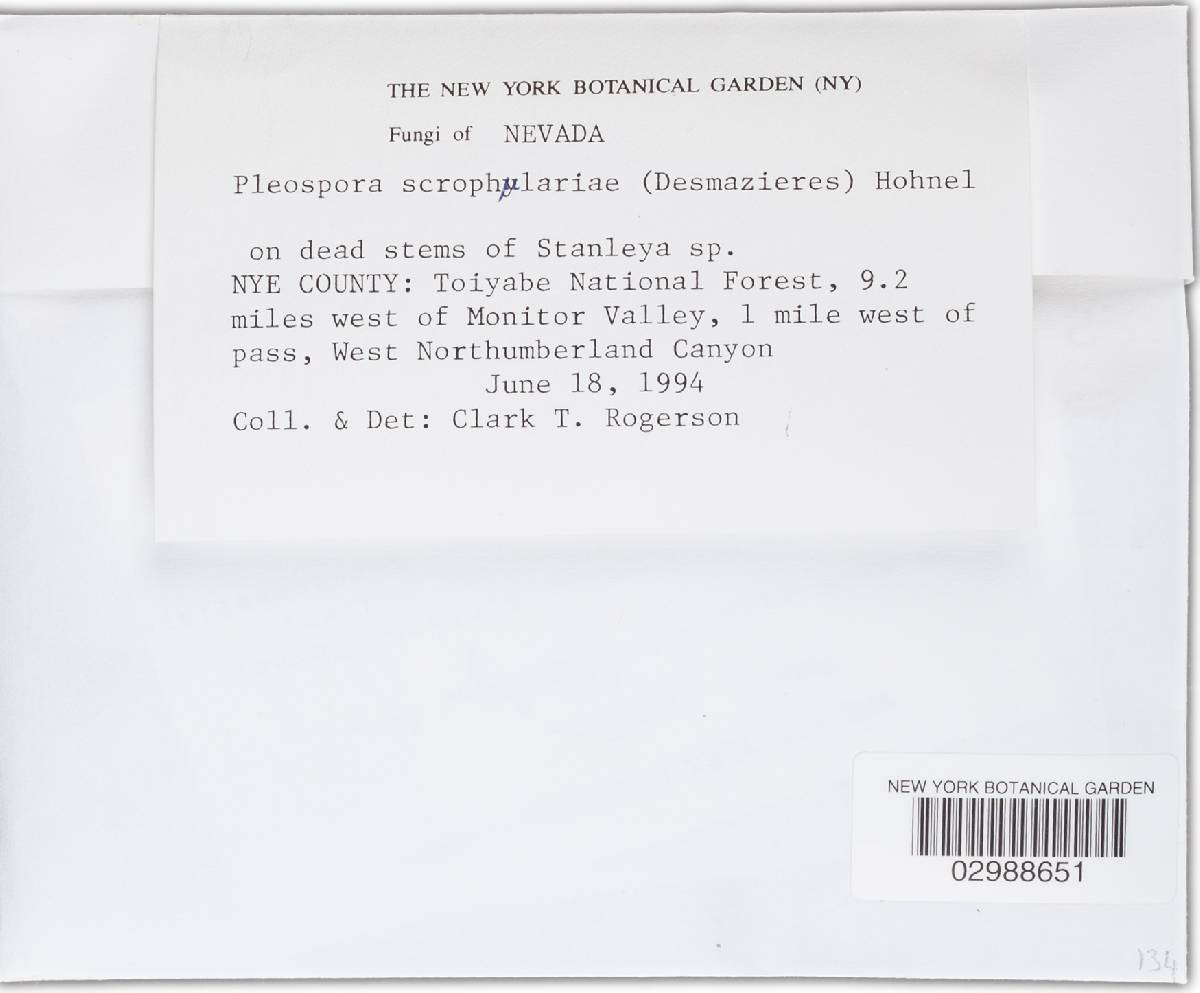 THE NEW YORK BOTANICAL GARDEN (NY)
Fungi of NEVADA
Pleospora scrophulariae (Desmazieres) Hohnel
on dead stems of Stanleya sp.
NYE COUNTY: Toiyabe National Forest, 9.2
miles west of Monitor Valley, 1 mile west of
pass, West Northumberland Canyon
June 18, 1994
Coll. & Det: Clark T. Rogerson
NEW YORK BOTANICAL GARDEN
02988651
134